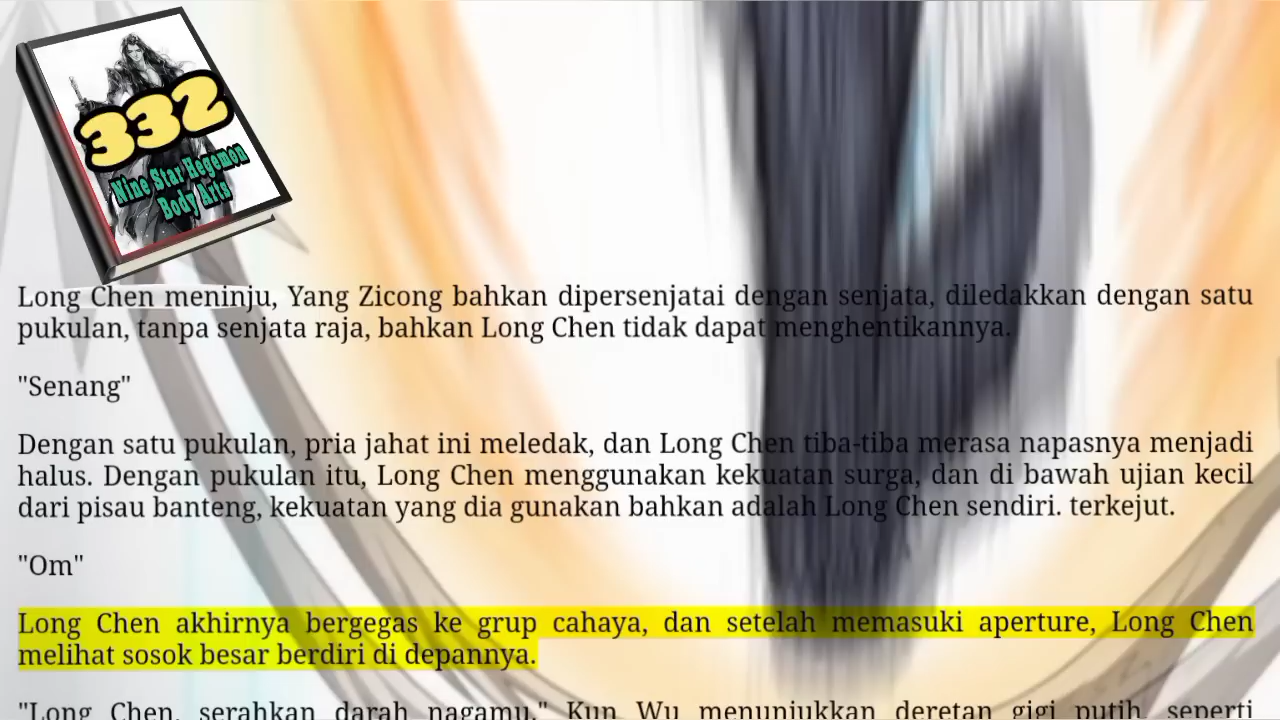 332
Nine Star Hegemon
Body Arts
Long Chen meninju, Yang Zicong bahkan dipersenjatai dengan senjata, diledakkan dengan satu
pukulan, tanpa senjata raja, bahkan Long Chen tidak dapat menghentikannya.
"Senang"
Dengan satu pukulan, pria jahat ini meledak, dan Long Chen tiba-tiba merasa napasnya menjadi
halus. Dengan pukulan itu, Long Chen menggunakan kekuatan surga, dan di bawah ujian kecil
dari pisau banteng, kekuatan yang dia gunakan bahkan adalah Long Chen sendiri. terkejut.
"Om"
Long Chen akhirnya bergegas ke grup cahaya, dan setelah memasuki aperture, Long Chen
melihat sosok besar berdiri di depannya.
"Long Chen, serahkan darah nagamu," Kun Wu menunjukkan deretan gigi putih, seperti